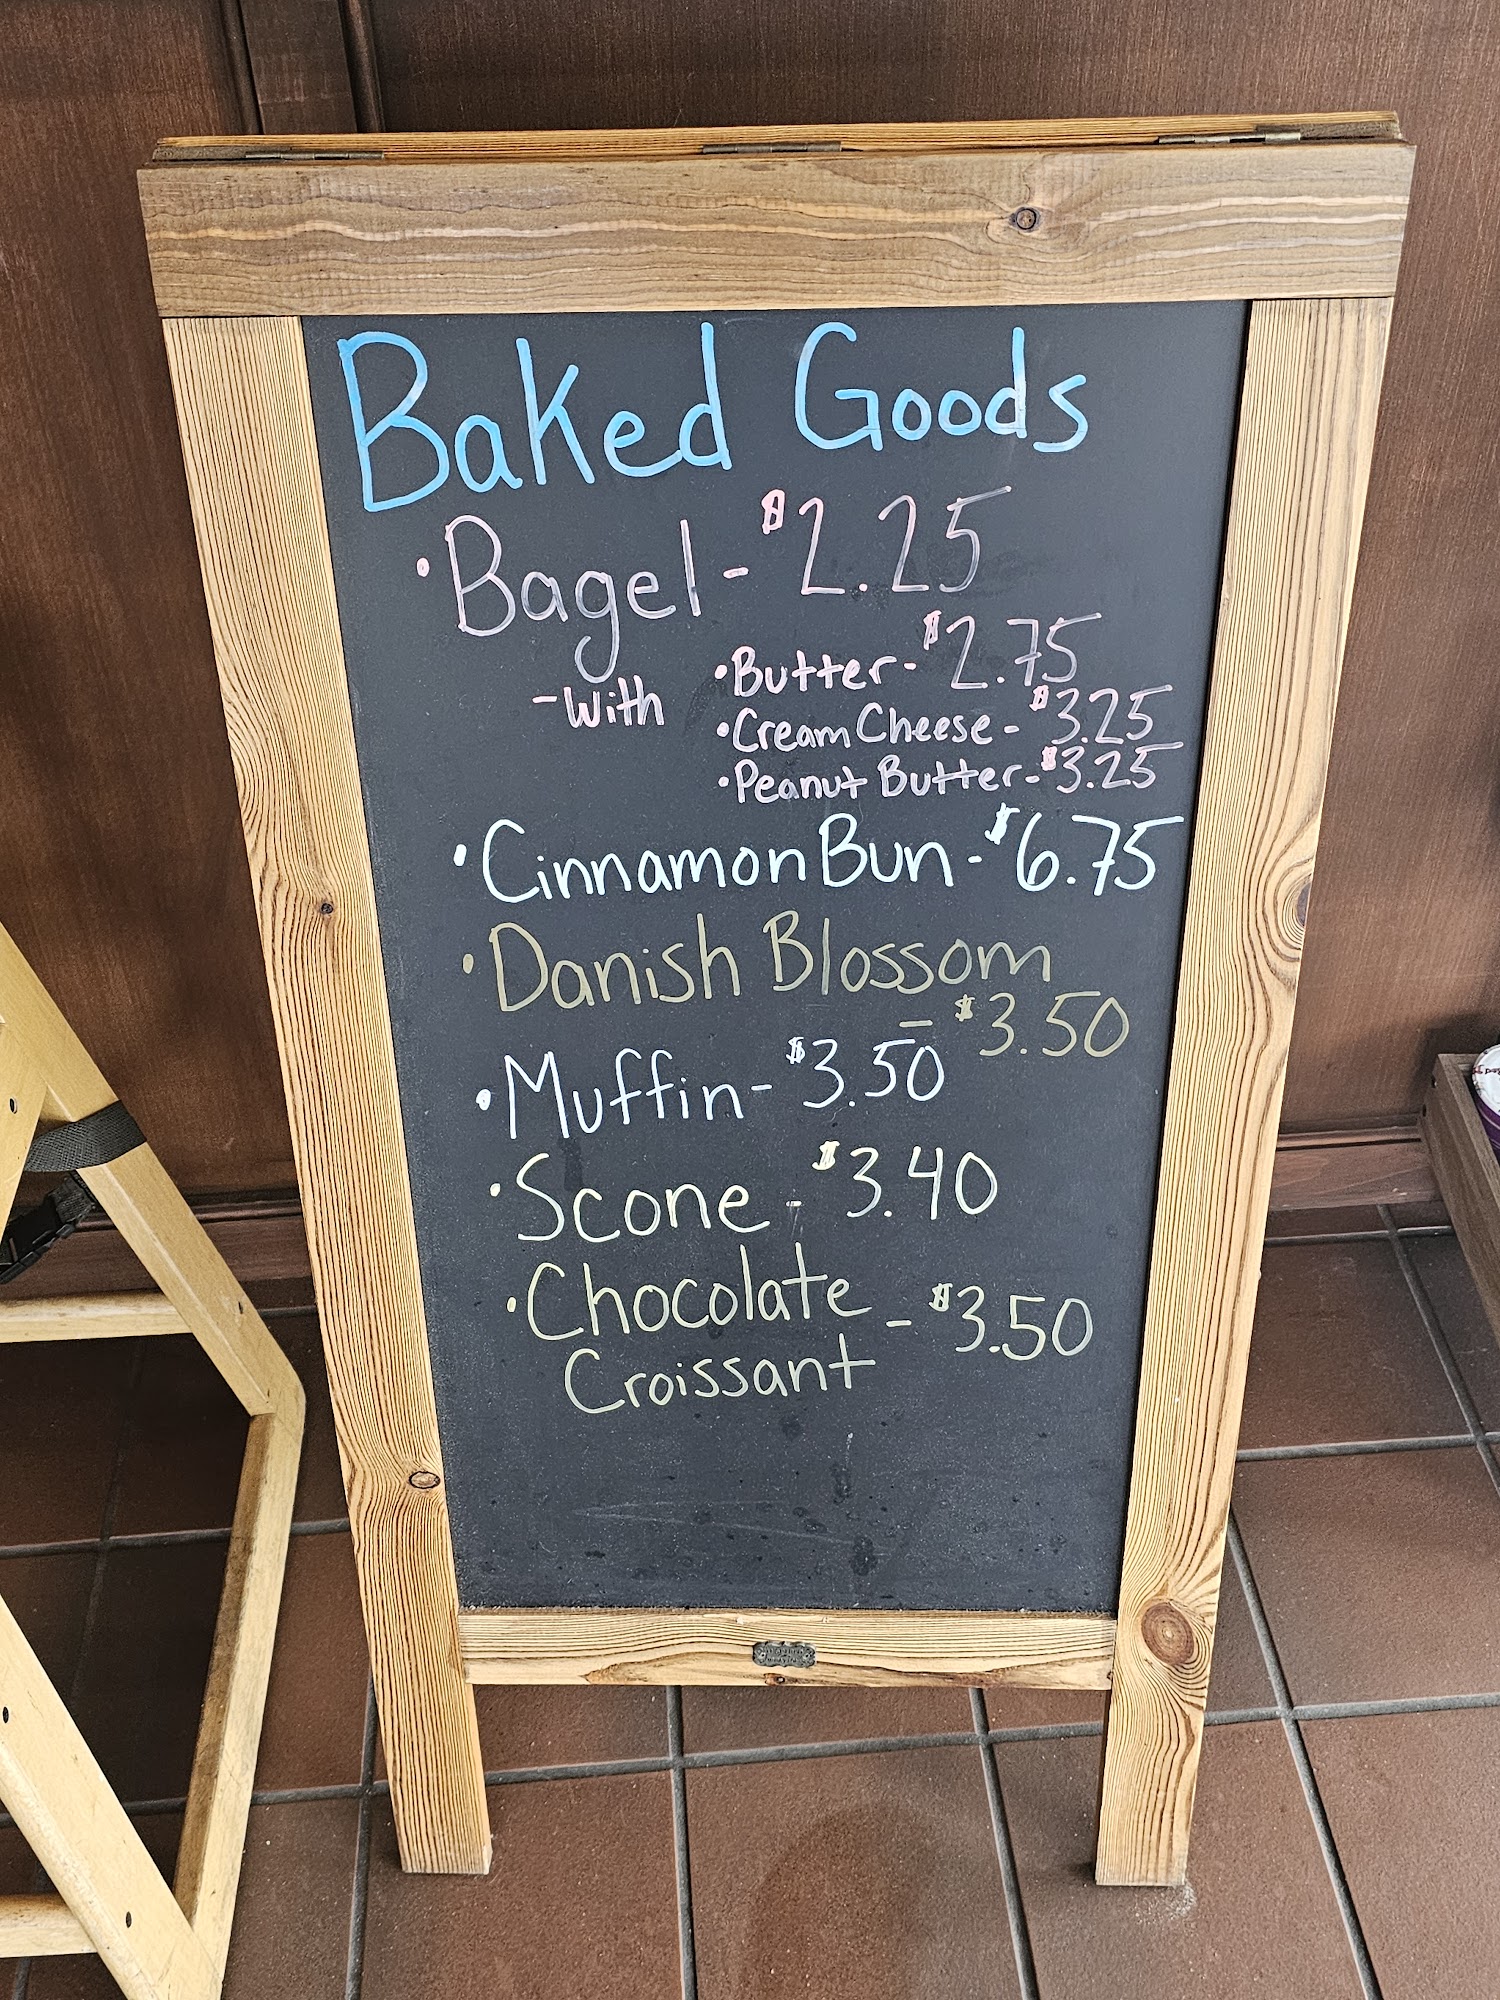 Baked Goods
• Bagel - $2.25
- With • Butter - $2.75
• Cream Cheese - $3.25
• Peanut Butter - $3.25
• Cinnamon Bun - $6.75
• Danish Blossom
- $3.50
• Muffin - $3.50
• Scone - $3.40
• Chocolate - $3.50
Croissant